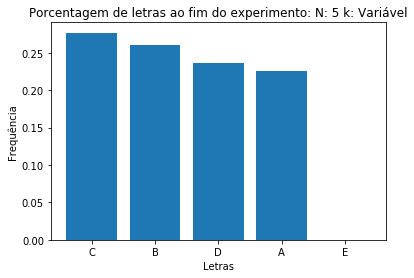 Porcentagem de letras ao fim do experimento: N: 5 k: Variável
0.25
0.20
0.15
0.10
0.05
0.00
Frequência
C B D A E
Letras